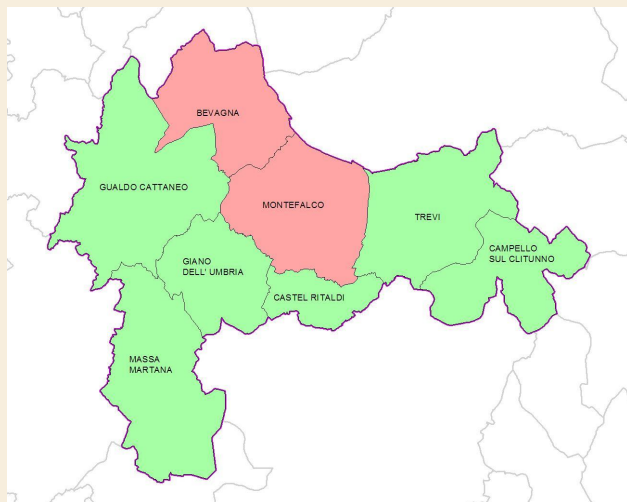 BEVAGNA
GUALDO CATTANEO
MONTEFALCO
TREVI
CAMPELLO
SUL CLITUNNO
GIANO
DELL' UMBRIA
CASTEL RITALDI
MASSA
MARTANA